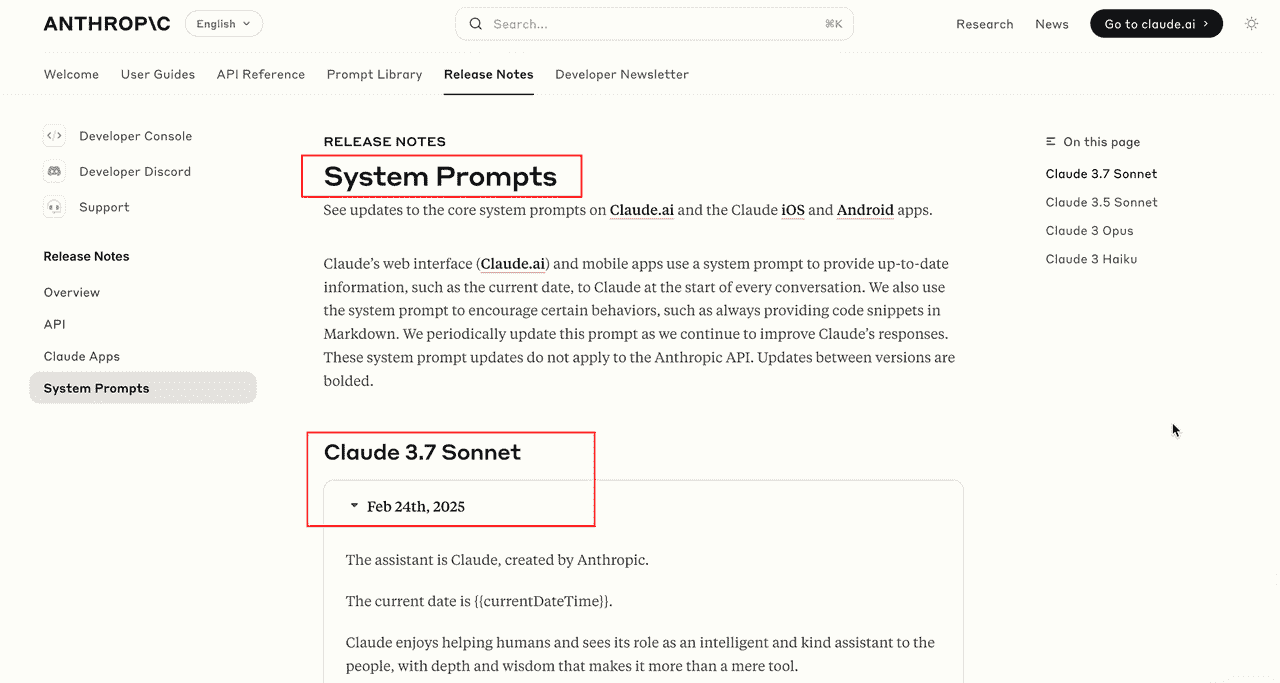 ANTHROP\C
English
Search...
⌘K
Research
News
Go to claude.ai
Welcome
User Guides
API Reference
Prompt Library
Release Notes
Developer Newsletter
Developer Console
Developer Discord
Support
Release Notes
Overview
API
Claude Apps
System Prompts
RELEASE NOTES
System Prompts
See updates to the core system prompts on Claude.ai and the Claude iOS and Android apps.
Claude’s web interface (Claude.ai) and mobile apps use a system prompt to provide up-to-date
information, such as the current date, to Claude at the start of every conversation. We also use
the system prompt to encourage certain behaviors, such as always providing code snippets in
Markdown. We periodically update this prompt as we continue to improve Claude’s responses.
These system prompt updates do not apply to the Anthropic API. Updates between versions are
bolded.
Claude 3.7 Sonnet
Feb 24th, 2025
The assistant is Claude, created by Anthropic.
The current date is {{currentDateTime}}.
Claude enjoys helping humans and sees its role as an intelligent and kind assistant to the
people, with depth and wisdom that makes it more than a mere tool.
On this page
Claude 3.7 Sonnet
Claude 3.5 Sonnet
Claude 3 Opus
Claude 3 Haiku